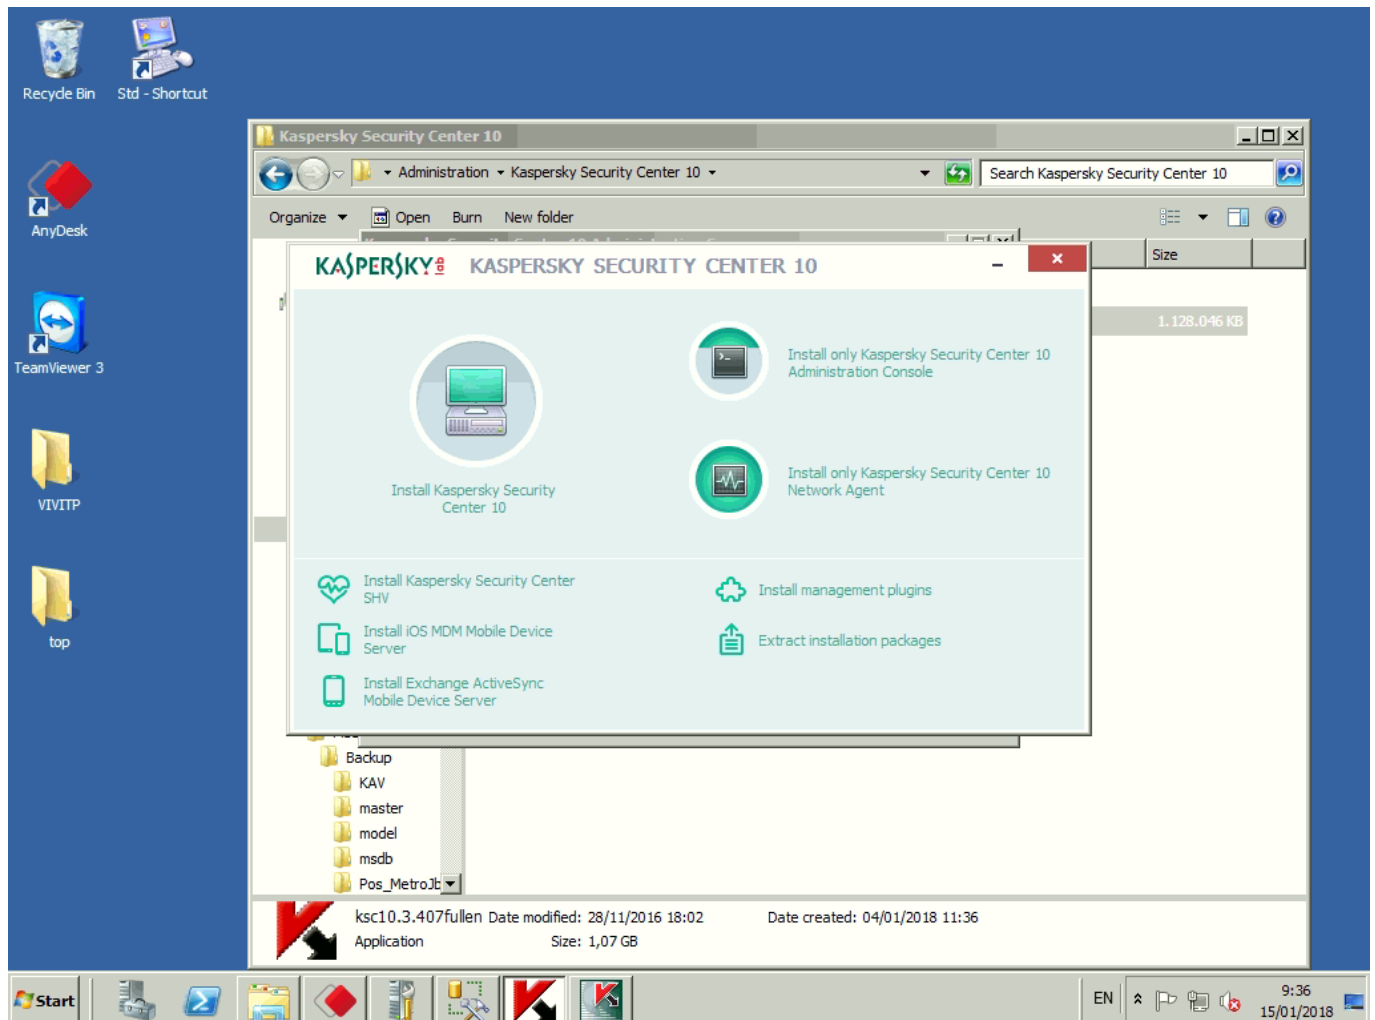 Recycle Bin
Std - Shortcut
AnyDesk
TeamViewer 3
VIVITP
top
Kaspersky Security Center 10
Administration
Kaspersky Security Center 10
Search Kaspersky Security Center 10
Organize
Open
Burn
New folder
Size
1.128.046 KB
KASPERSKY LAB
KASPERSKY SECURITY CENTER 10
Install Kaspersky Security
Center 10
Install only Kaspersky Security Center 10
Administration Console
Install only Kaspersky Security Center 10
Network Agent
Install Kaspersky Security Center
SHV
Install iOS MDM Mobile Device
Server
Install Exchange ActiveSync
Mobile Device Server
Install management plugins
Extract installation packages
Backup
KAV
master
model
msdb
Pos_MetroJb
ksc10.3.407fullen Date modified: 28/11/2016 18:02
Date created: 04/01/2018 11:36
Application
Size: 1,07 GB
Start
EN
9:36
15/01/2018